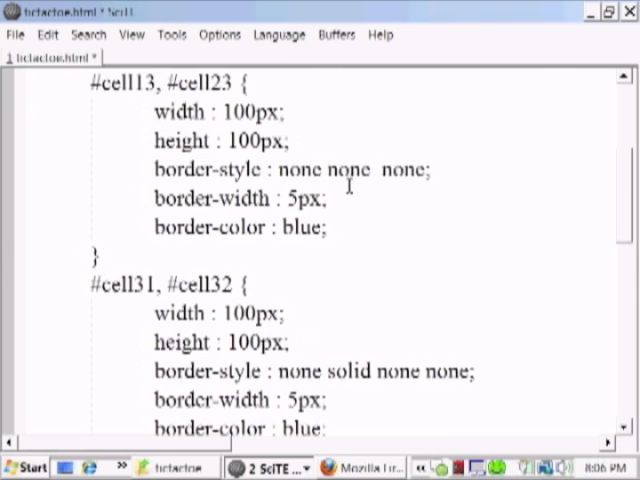 tictactoe.html * SciTE
File Edit Search View Tools Options Language Buffers Help
1 tictactoe.html *
#cell13, #cell23 {
width : 100px;
height : 100px;
border-style : none none  none;
border-width : 5px;
border-color : blue;
}
#cell31, #cell32 {
width : 100px;
height : 100px;
border-style : none solid none none;
border-width : 5px;
border-color : blue;
Start » tictactoe 2 SciTE ... Mozilla Fir... « 8:06 PM